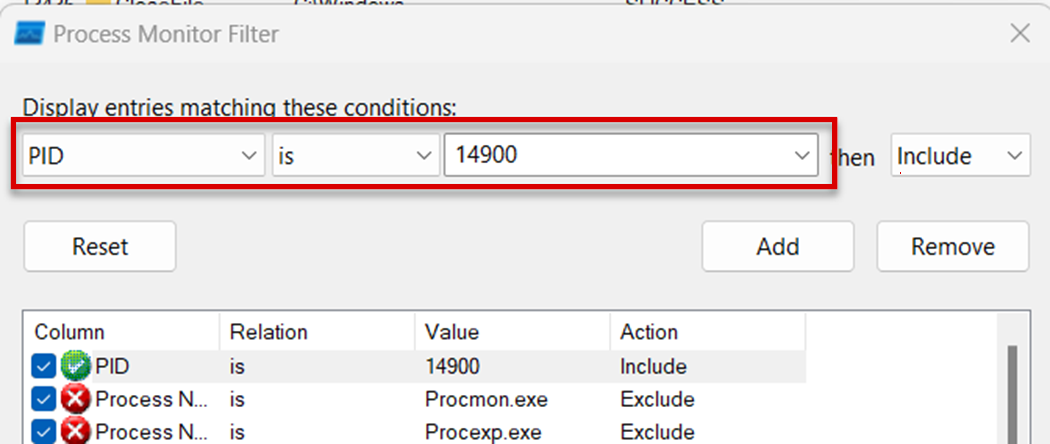 Process Monitor Filter
Display entries matching these conditions:
PID is 14900 then Include
Reset Add Remove
Column Relation Value Action
PID is 14900 Include
Process N... is Procmon.exe Exclude
Process N... is Procexp.exe Exclude